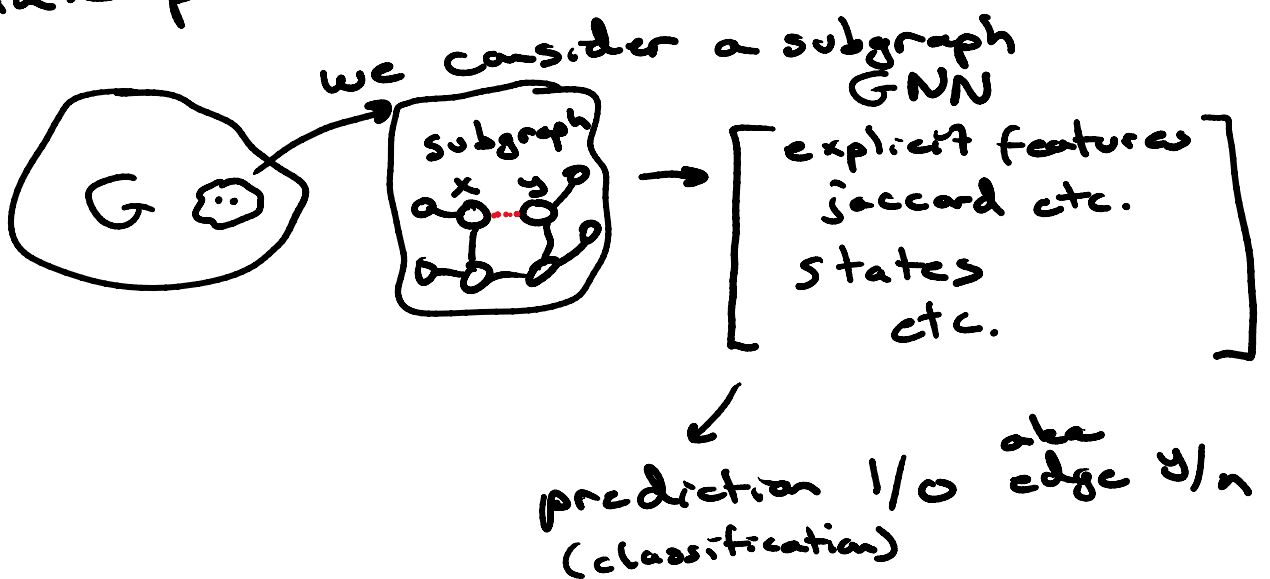 we consider a subgraph
GNN
G
subgraph
x y
explicit features
jaccard etc.
states
etc.
prediction 1/0 aka edge y/n
(classification)